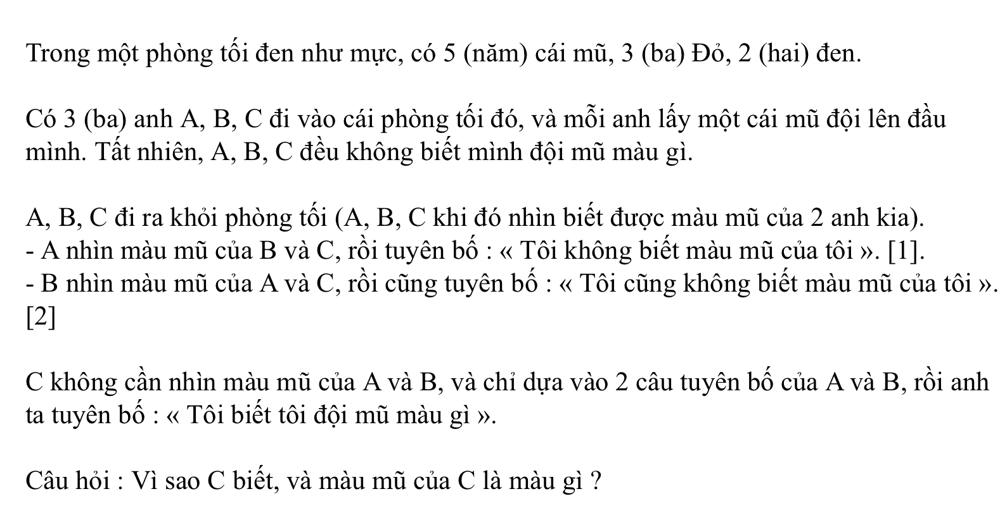 Trong một phòng tối đen như mực, có 5 (năm) cái mũ, 3 (ba) Đỏ, 2 (hai) đen.
Có 3 (ba) anh A, B, C đi vào cái phòng tối đó, và mỗi anh lấy một cái mũ đội lên đầu
mình. Tất nhiên, A, B, C đều không biết mình đội mũ màu gì.
A, B, C đi ra khỏi phòng tối (A, B, C khi đó nhìn biết được màu mũ của 2 anh kia).
- A nhìn màu mũ của B và C, rồi tuyên bố : « Tôi không biết màu mũ của tôi ». [1].
- B nhìn màu mũ của A và C, rồi cũng tuyên bố : « Tôi cũng không biết màu mũ của tôi ».
[2]
C không cần nhìn màu mũ của A và B, và chỉ dựa vào 2 câu tuyên bố của A và B, rồi anh
ta tuyên bố : « Tôi biết tôi đội mũ màu gì ».
Câu hỏi : Vì sao C biết, và màu mũ của C là màu gì ?